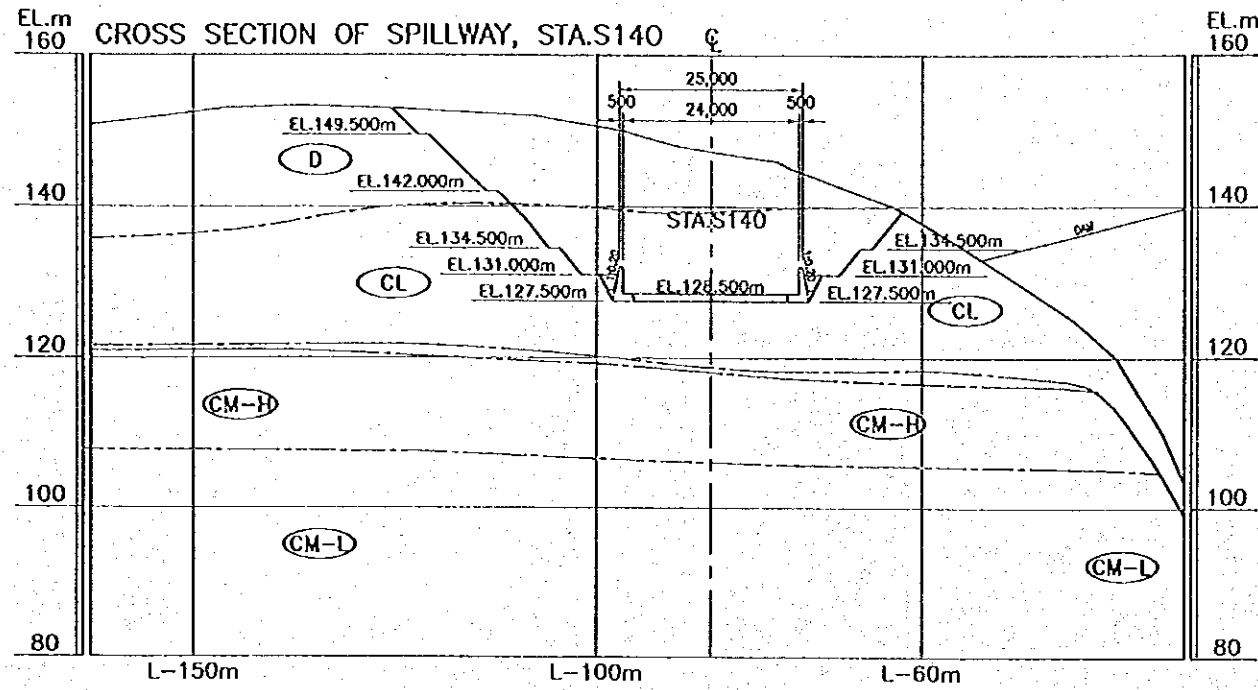 EL.m
160
CROSS SECTION OF SPILLWAY, STA.S140
EL.m
160
25,000
500
24,000
500
EL.149.500m
D
EL.142.000m
140
STA.S140
140
EL.134.500m
EL.134.500m
EL.131.000m
EL.131.000m
CL
EL.128.500m
EL.127.500m
EL.127.500m
CL
120
120
CM-H
CM-H
100
100
CM-L
CM-L
80
80
L-150m
L-100m
L-60m